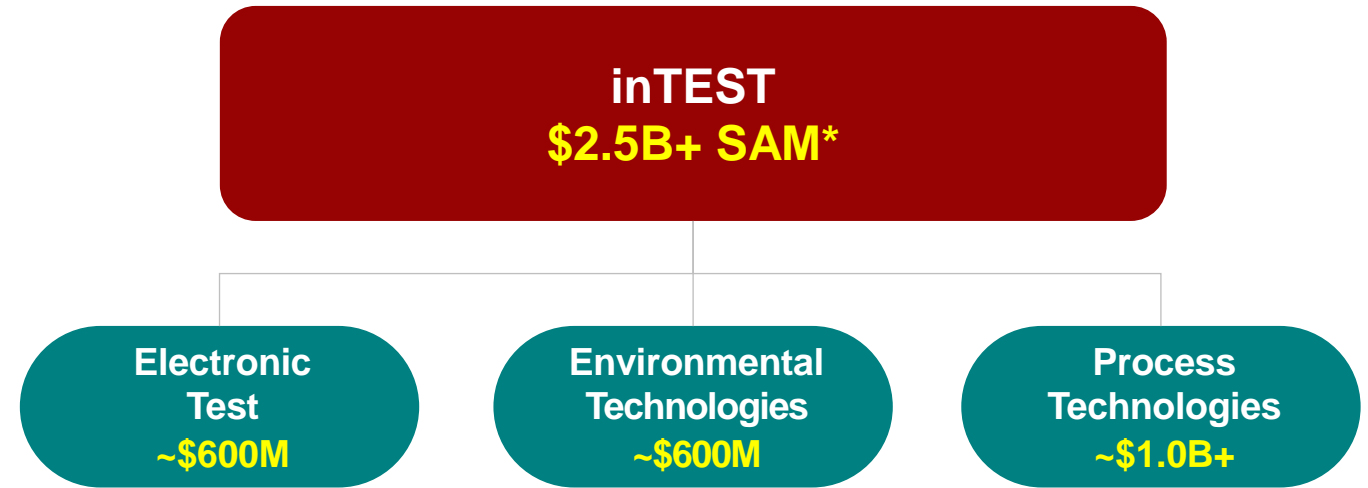 inTEST
$2.5B+ SAM*
Electronic
Test
~$600M
Environmental
Technologies
~$600M
Process
Technologies
~$1.0B+